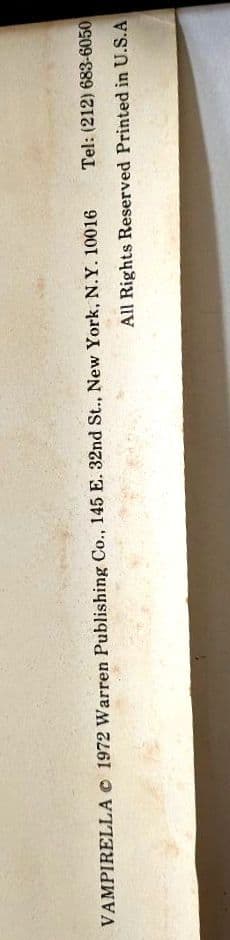 VAMPIRELLA © 1972 Warren Publishing Co., 145 E. 32nd St., New York, N.Y. 10016 Tel: (212) 683-6050
All Rights Reserved Printed in U.S.A